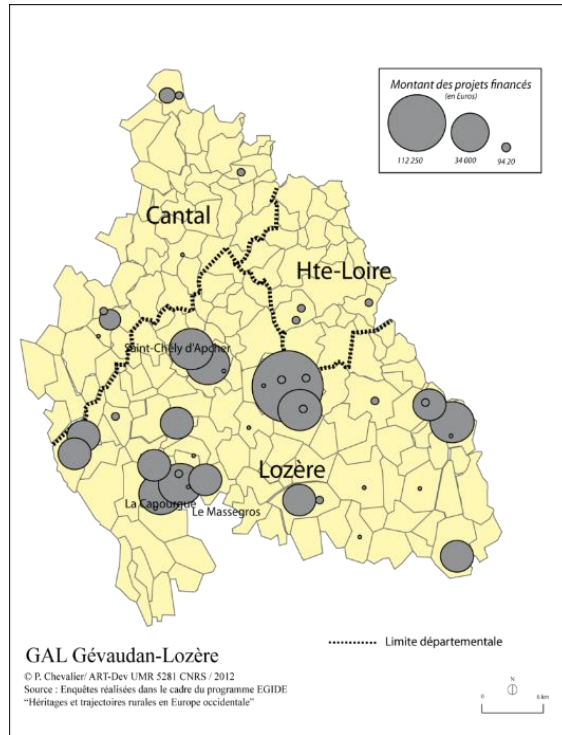 Montant des projets financés
(en Euros)
112 250
34 000
94 20
Cantal
Hte-Loire
Saint-Chély d'Apcher
Lozère
La Canourgue
Le Massegros
GAL Gévaudan-Lozère
Limite départementale
© P. Chevalier/ ART-Dev UMR 5281 CNRS / 2012
Source : Enquêtes réalisées dans le cadre du programme EGIDE
“Héritages et trajectoires rurales en Europe occidentale”
N
0
6 km